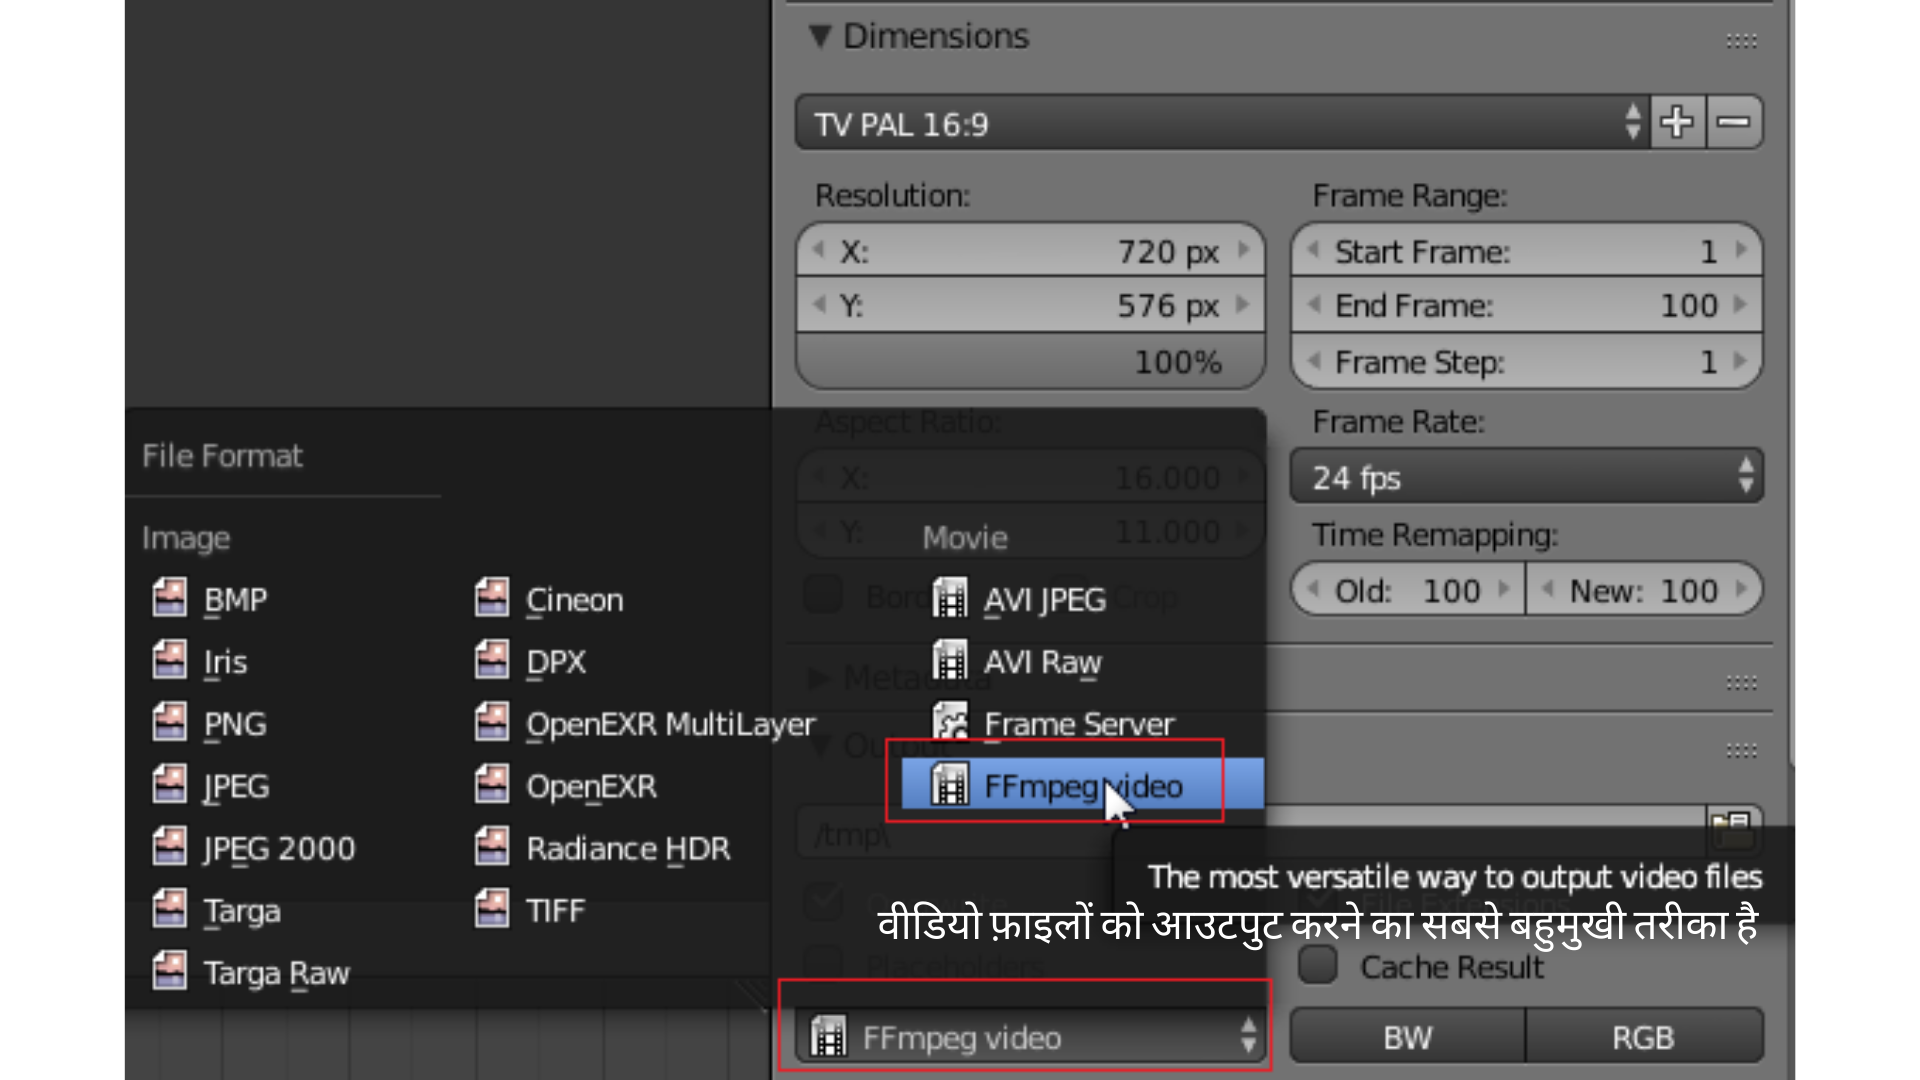 Dimensions
TV PAL 16:9
Resolution:
X: 720 px
Y: 576 px
100%
Frame Range:
Start Frame: 1
End Frame: 100
Frame Step: 1
Aspect Ratio:
X: 16.000
Y: 11.000
Frame Rate:
24 fps
Time Remapping:
Old: 100 New: 100
File Format
Image
BMP
Iris
PNG
JPEG
JPEG 2000
Targa
Targa Raw
Cineon
DPX
OpenEXR MultiLayer
OpenEXR
Radiance HDR
TIFF
Movie
AVI JPEG
AVI Raw
Frame Server
FFmpeg video
Crop
/tmp\
The most versatile way to output video files
File Extensions
वीडियो फ़ाइलों को आउटपुट करने का सबसे बहुमुखी तरीका है
Placeholders
Cache Result
FFmpeg video
BW RGB